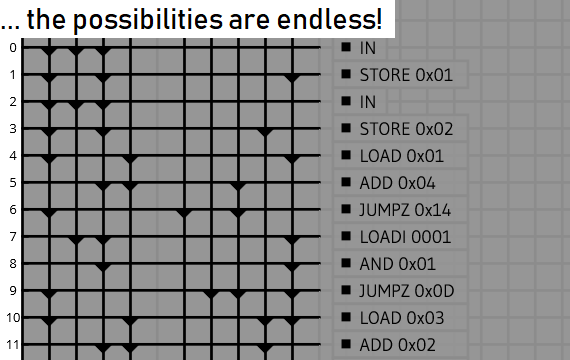 ... the possibilities are endless!
0 IN
1 STORE 0x01
2 IN
3 STORE 0x02
4 LOAD 0x01
5 ADD 0x04
6 JUMPZ 0x14
7 LOADI 0001
8 AND 0x01
9 JUMPZ 0x0D
10 LOAD 0x03
11 ADD 0x02